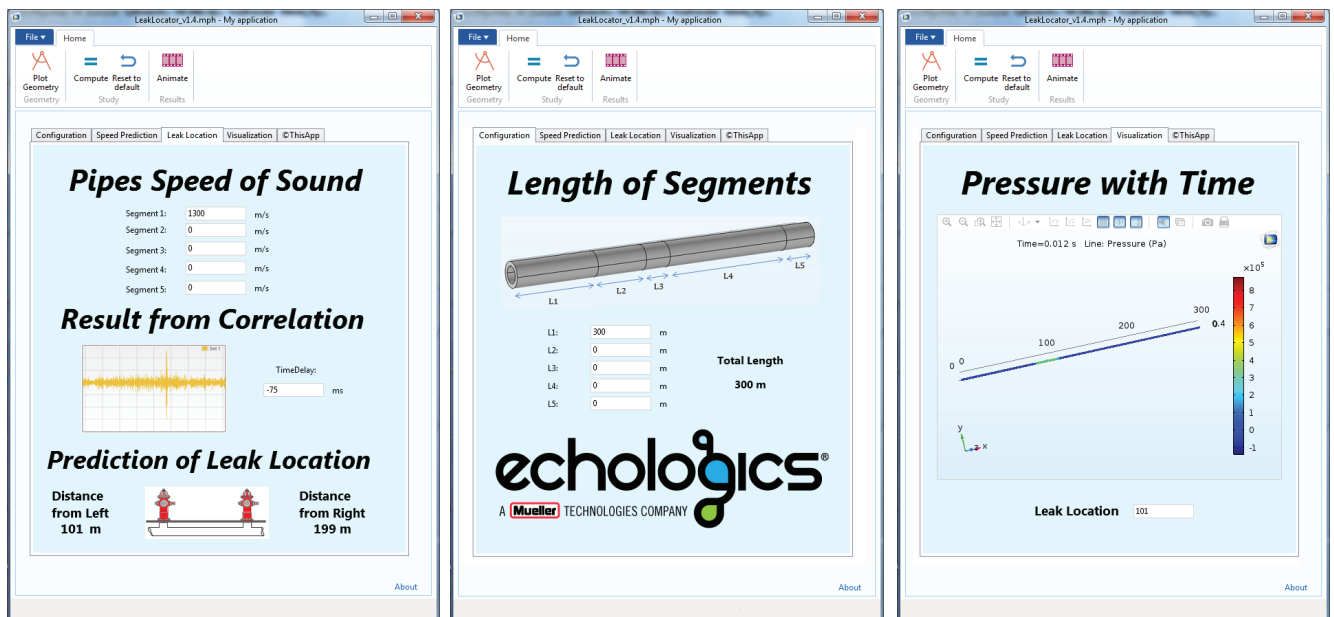 LeakLocator_v1.4.mph - My application
File
Home
Plot Geometry
Compute
Reset to default
Animate
Geometry
Study
Results
Configuration
Speed Prediction
Leak Location
Visualization
©ThisApp
Pipes Speed of Sound
Segment 1: 1300 m/s
Segment 2: 0 m/s
Segment 3: 0 m/s
Segment 4: 0 m/s
Segment 5: 0 m/s
Result from Correlation
TimeDelay:
-75 ms
Prediction of Leak Location
Distance
from Left
101 m
Distance
from Right
199 m
About
LeakLocator_v1.4.mph - My application
File
Home
Plot Geometry
Compute
Reset to default
Animate
Geometry
Study
Results
Configuration
Speed Prediction
Leak Location
Visualization
©ThisApp
Length of Segments
L1
L2
L3
L4
L5
L1: 300 m
L2: 0 m
L3: 0 m
L4: 0 m
L5: 0 m
Total Length
300 m
echologics®
A Mueller TECHNOLOGIES COMPANY
About
LeakLocator_v1.4.mph - My application
File
Home
Plot Geometry
Compute
Reset to default
Animate
Geometry
Study
Results
Configuration
Speed Prediction
Leak Location
Visualization
©ThisApp
Pressure with Time
Time=0.012 s Line: Pressure (Pa)
×10⁵
8
7
6
5
4
3
2
1
0
-1
0
0
100
200
300
0.4
y
z
x
Leak Location 101
About